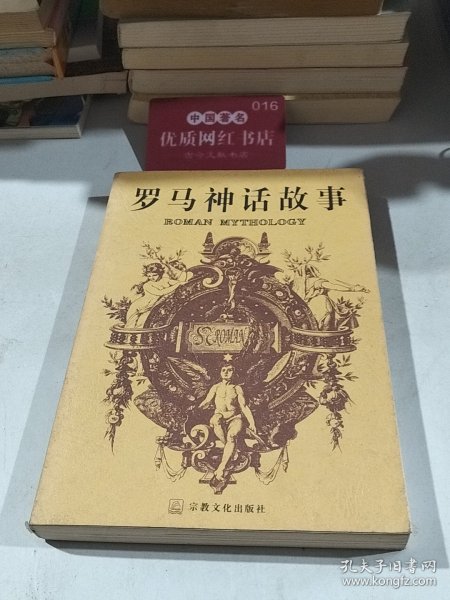 016
中国著名
优质网红书店
罗马神话故事
ROMAN MYTHOLOGY
宗教文化出版社
孔夫子旧书网
www.kongfz.com